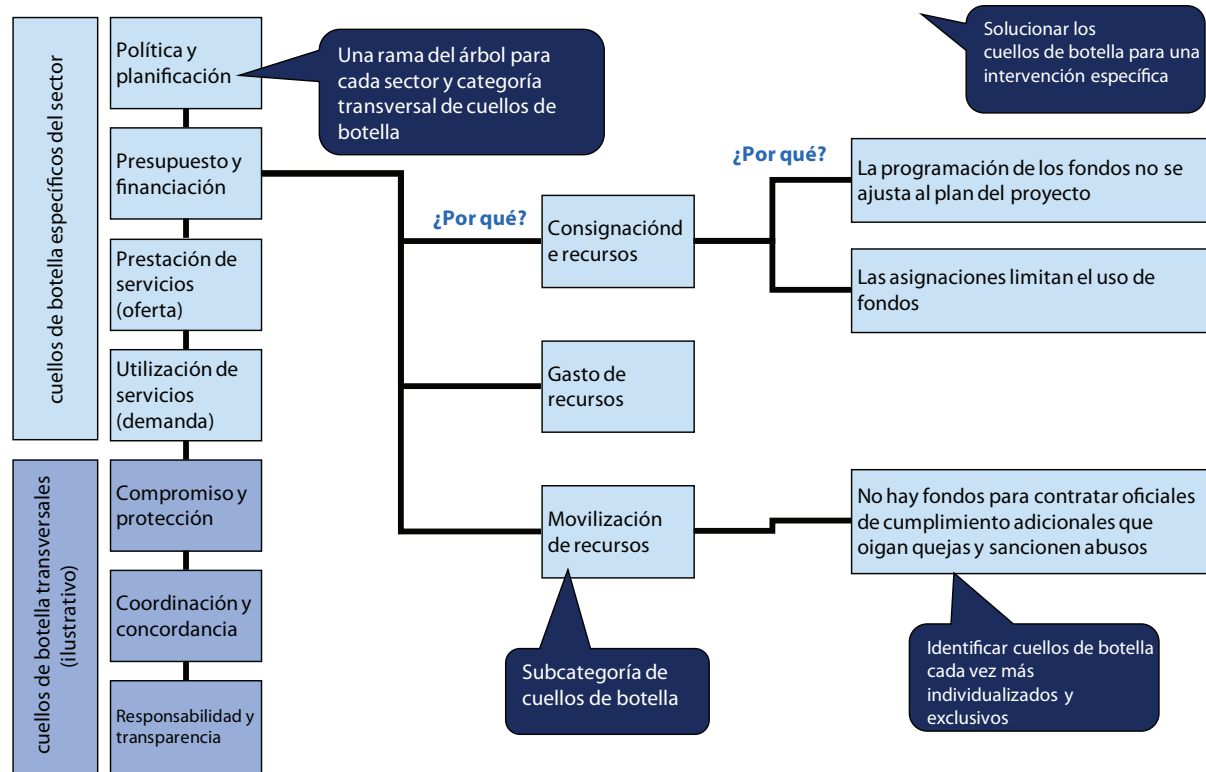 cuellos de botella específicos del sector
Política y
planificación
Presupuesto y
financiación
Prestación de
servicios
(oferta)
Utilización de
servicios
(demanda)
cuellos de botella transversales
(ilustrativo)
Compromiso y
protección
Coordinación y
concordancia
Responsabilidad y
transparencia
Una rama del árbol para
cada sector y categoría
transversal de cuellos de
botella
¿Por qué?
Consignaciónd
e recursos
Gasto de
recursos
Movilización
de recursos
Subcategoría de
cuellos de botella
Solucionar los
cuellos de botella para una
intervención específica
¿Por qué?
La programación de los fondos no se
ajusta al plan del proyecto
Las asignaciones limitan el uso de
fondos
No hay fondos para contratar oficiales
de cumplimiento adicionales que
oigan quejas y sancionen abusos
Identificar cuellos de botella
cada vez más
individualizados y
exclusivos